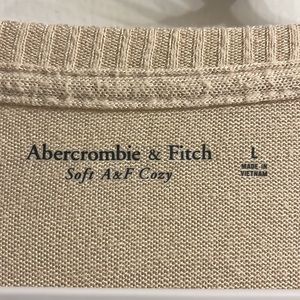 Abercrombie & Fitch
Soft A&F Cozy
L
MADE IN
VIETNAM